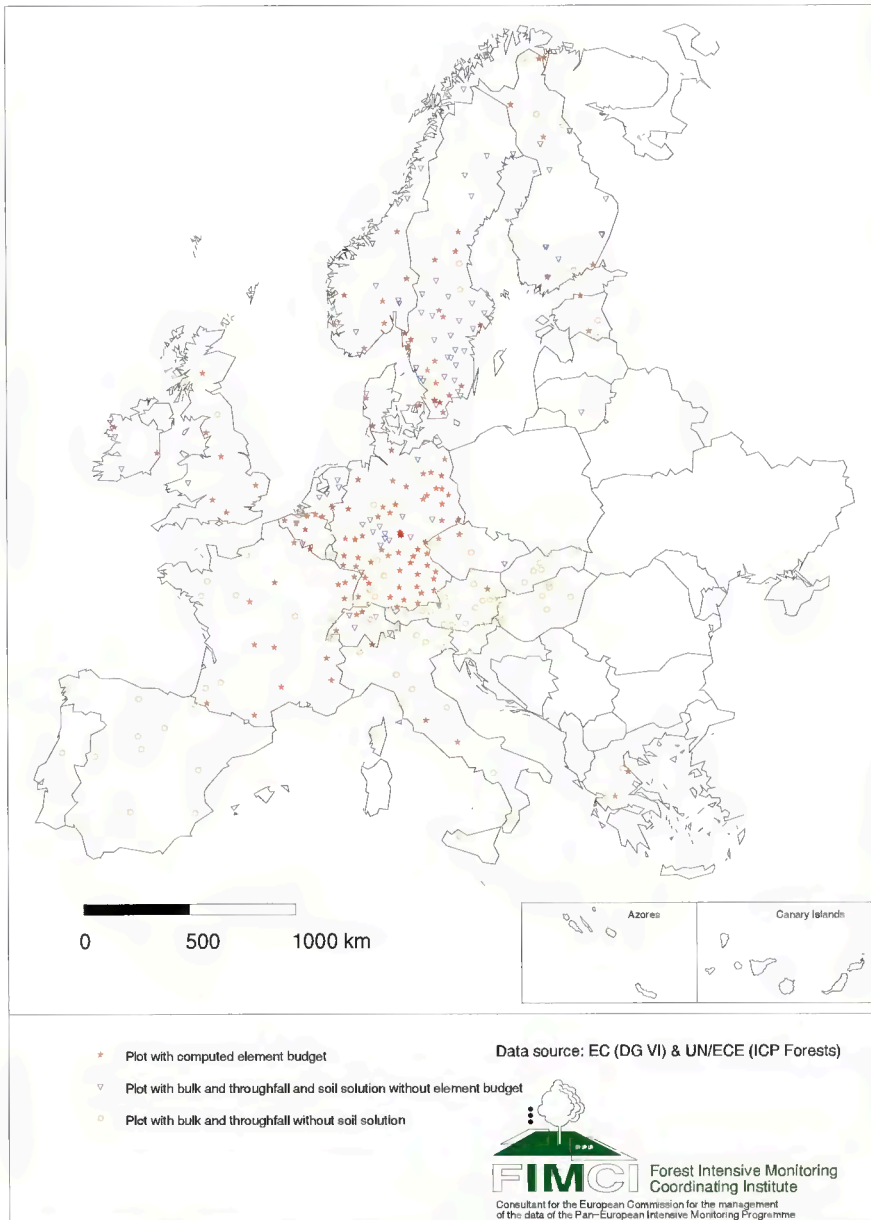 Azores
Canary Islands
0
500
1000 km
Plot with computed element budget
Data source: EC (DG VI) & UN/ECE (ICP Forests)
Plot with bulk and throughfall and soil solution without element budget
Plot with bulk and throughfall without soil solution
FIMCI
Forest Intensive Monitoring
Coordinating Institute
Consultant for the European Commission for the management
of the data of the Pan-European Intensive Monitoring Programme